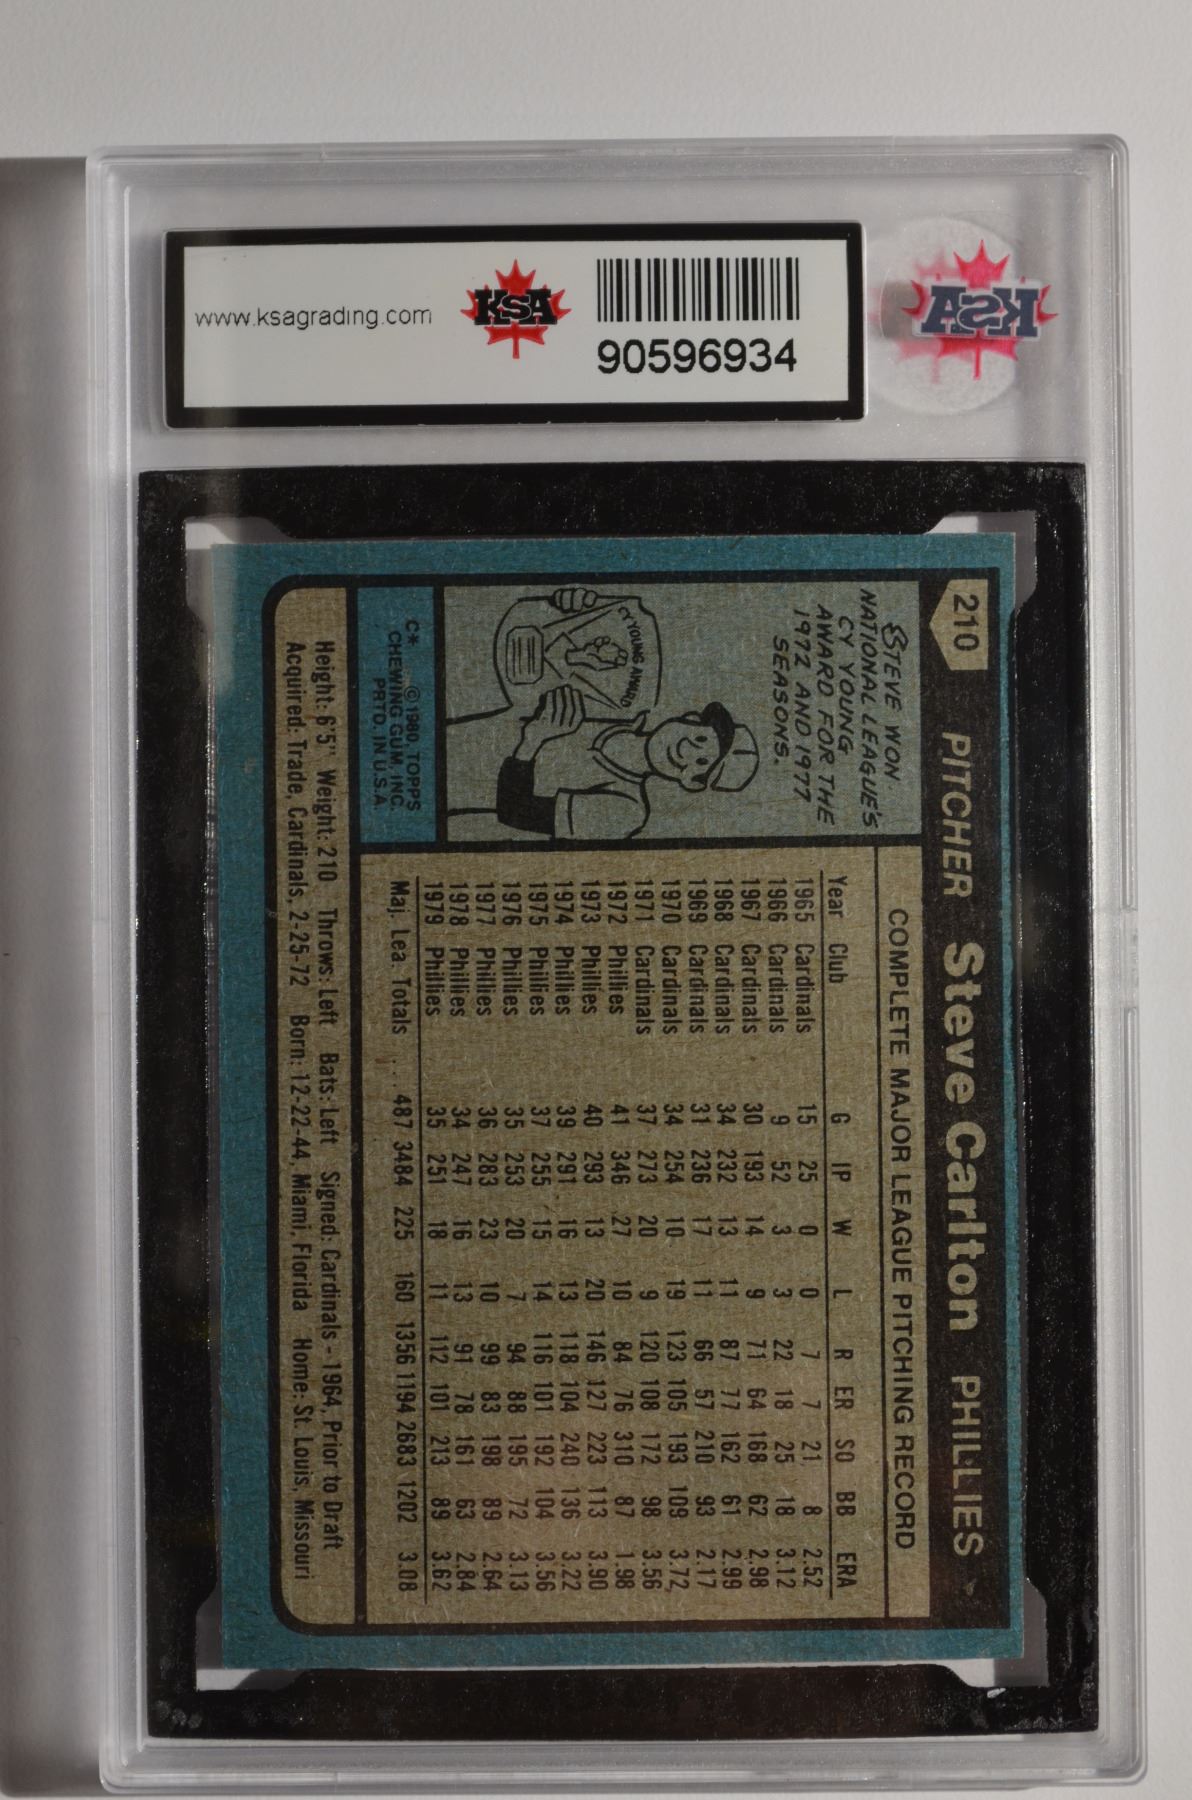 www.ksagrading.com
KSA
90596934
KSA
210 PITCHER Steve Carlton PHILLIES
STEVE WON
NATIONAL LEAGUE'S
CY YOUNG
AWARD FOR THE
1972 AND 1977
SEASONS.
CY YOUNG AWARD
C* © 1980, TOPPS
CHEWING GUM, INC.
PRTD. IN U.S.A.
COMPLETE MAJOR LEAGUE PITCHING RECORD
Year Club G IP W L R ER SO BB ERA
1965 Cardinals 15 25 0 0 7 7 21 8 2.52
1966 Cardinals 9 52 3 3 22 18 25 18 3.12
1967 Cardinals 30 193 14 9 71 64 168 62 2.98
1968 Cardinals 34 232 13 11 87 77 162 61 2.99
1969 Cardinals 31 236 17 11 66 57 210 93 2.17
1970 Cardinals 34 254 10 19 123 105 193 109 3.72
1971 Cardinals 37 273 20 9 120 108 172 98 3.56
1972 Phillies 41 346 27 10 84 76 310 87 1.98
1973 Phillies 40 293 13 20 146 127 223 113 3.90
1974 Phillies 39 291 16 13 118 104 240 136 3.22
1975 Phillies 37 255 15 14 116 101 192 104 3.56
1976 Phillies 35 253 20 7 94 88 195 72 3.13
1977 Phillies 36 283 23 10 99 83 198 89 2.64
1978 Phillies 34 247 16 13 91 78 161 63 2.84
1979 Phillies 35 251 18 11 112 101 213 89 3.62
Maj. Lea. Totals .... 487 3484 225 160 1356 1194 2683 1202 3.08
Height: 6'5" Weight: 210 Throws: Left Bats: Left Signed: Cardinals - 1964, Prior to Draft
Acquired: Trade, Cardinals, 2-25-72 Born: 12-22-44, Miami, Florida Home: St. Louis, Missouri